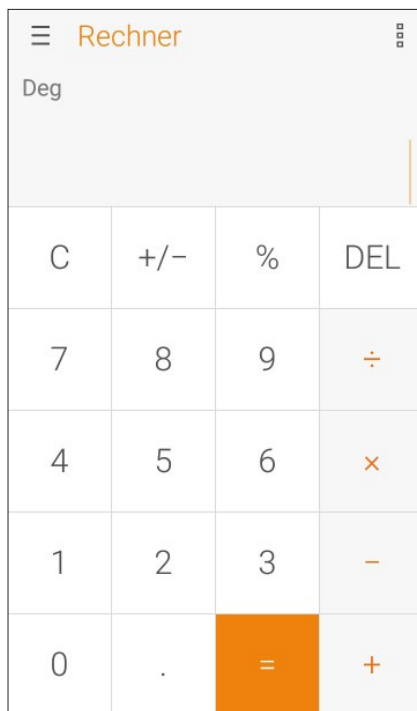 Rechner
Deg
C +/− % DEL
7 8 9 ÷
4 5 6 ×
1 2 3 −
0 . = +